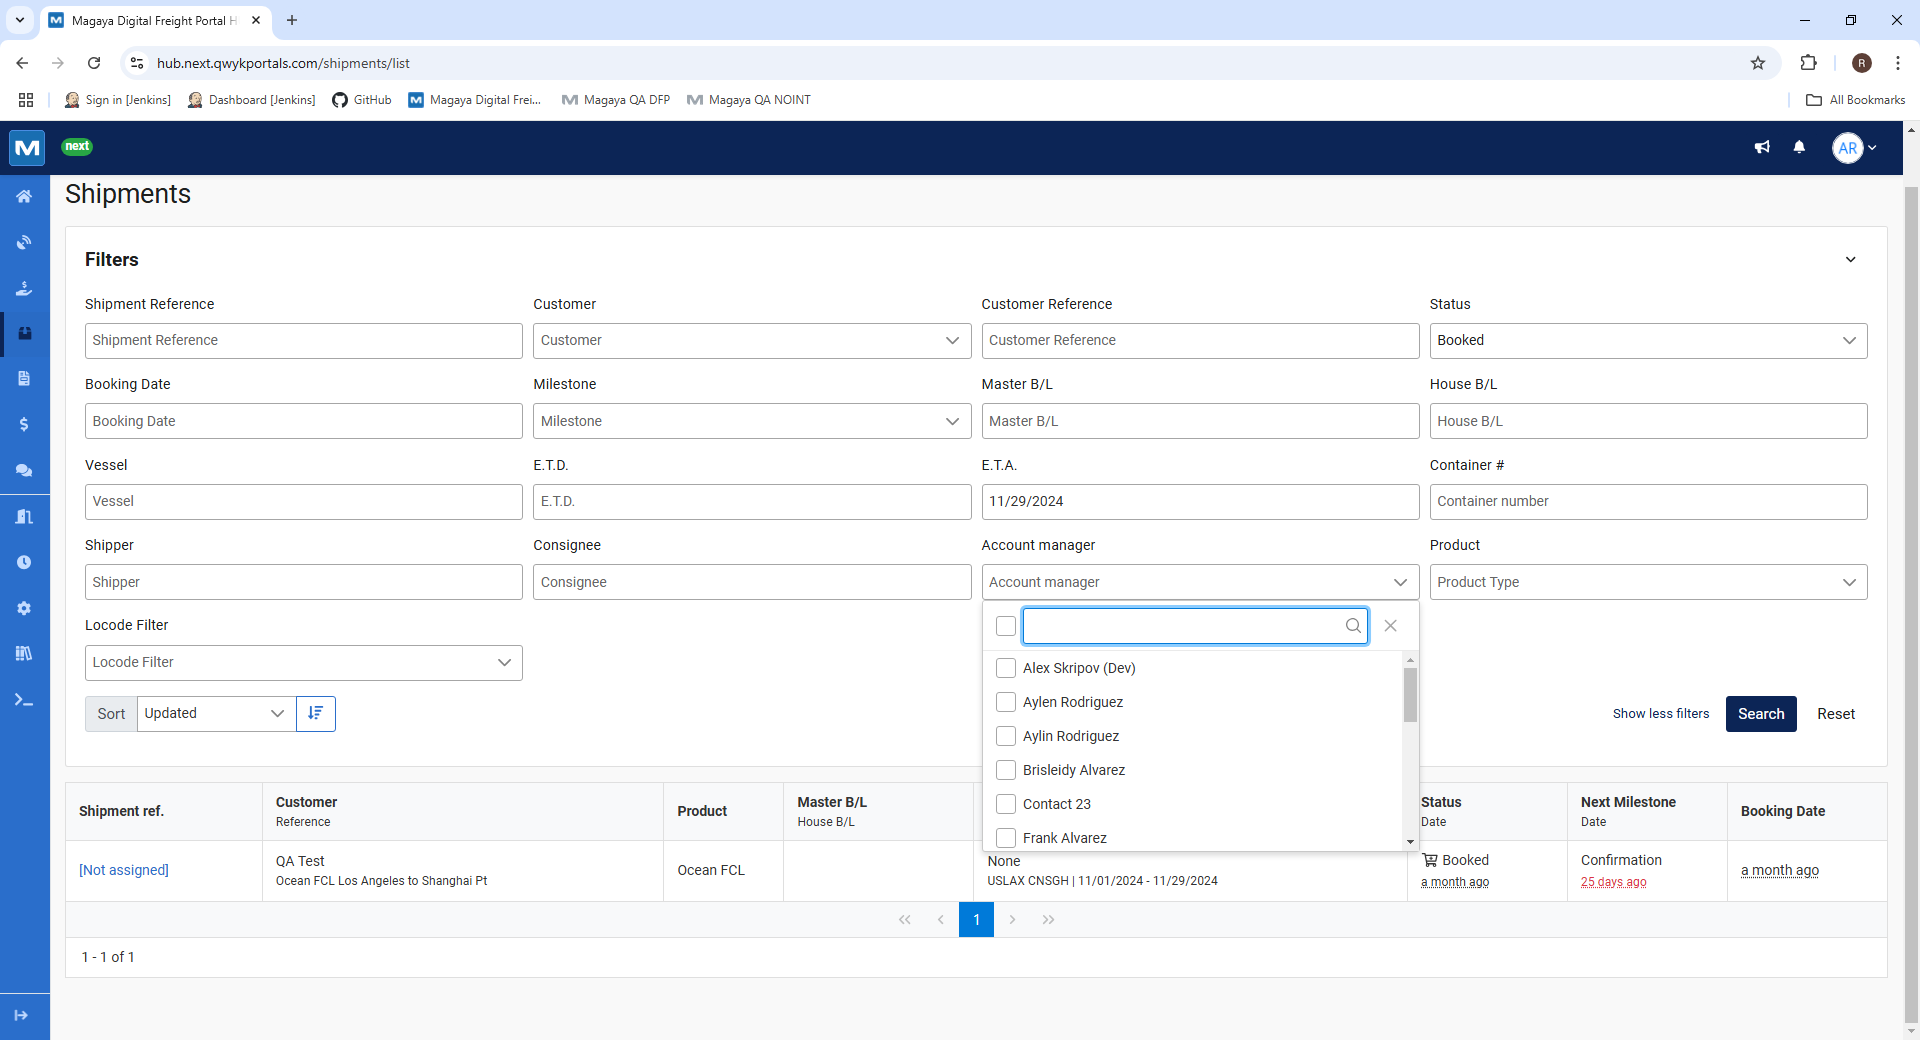 Magaya Digital Freight Portal H
hub.next.qwykportals.com/shipments/list
R
Sign in [Jenkins]
Dashboard [Jenkins]
GitHub
Magaya Digital Frei...
Magaya QA DFP
Magaya QA NOINT
All Bookmarks
next
AR
Shipments
Filters
Shipment Reference
Customer
Customer Reference
Status
Shipment Reference
Customer
Customer Reference
Booked
Booking Date
Milestone
Master B/L
House B/L
Booking Date
Milestone
Master B/L
House B/L
Vessel
E.T.D.
E.T.A.
Container #
Vessel
E.T.D.
11/29/2024
Container number
Shipper
Consignee
Account manager
Product
Shipper
Consignee
Account manager
Product Type
Locode Filter
Locode Filter
Alex Skripov (Dev)
Aylen Rodriguez
Aylin Rodriguez
Brisleidy Alvarez
Contact 23
Frank Alvarez
Sort
Updated
Show less filters
Search
Reset
Shipment ref.
Customer
Reference
Product
Master B/L
House B/L
Status
Date
Next Milestone
Date
Booking Date
[Not assigned]
QA Test
Ocean FCL Los Angeles to Shanghai Pt
Ocean FCL
None
USLAX CNSGH | 11/01/2024 - 11/29/2024
Booked
a month ago
Confirmation
25 days ago
a month ago
1
1 - 1 of 1